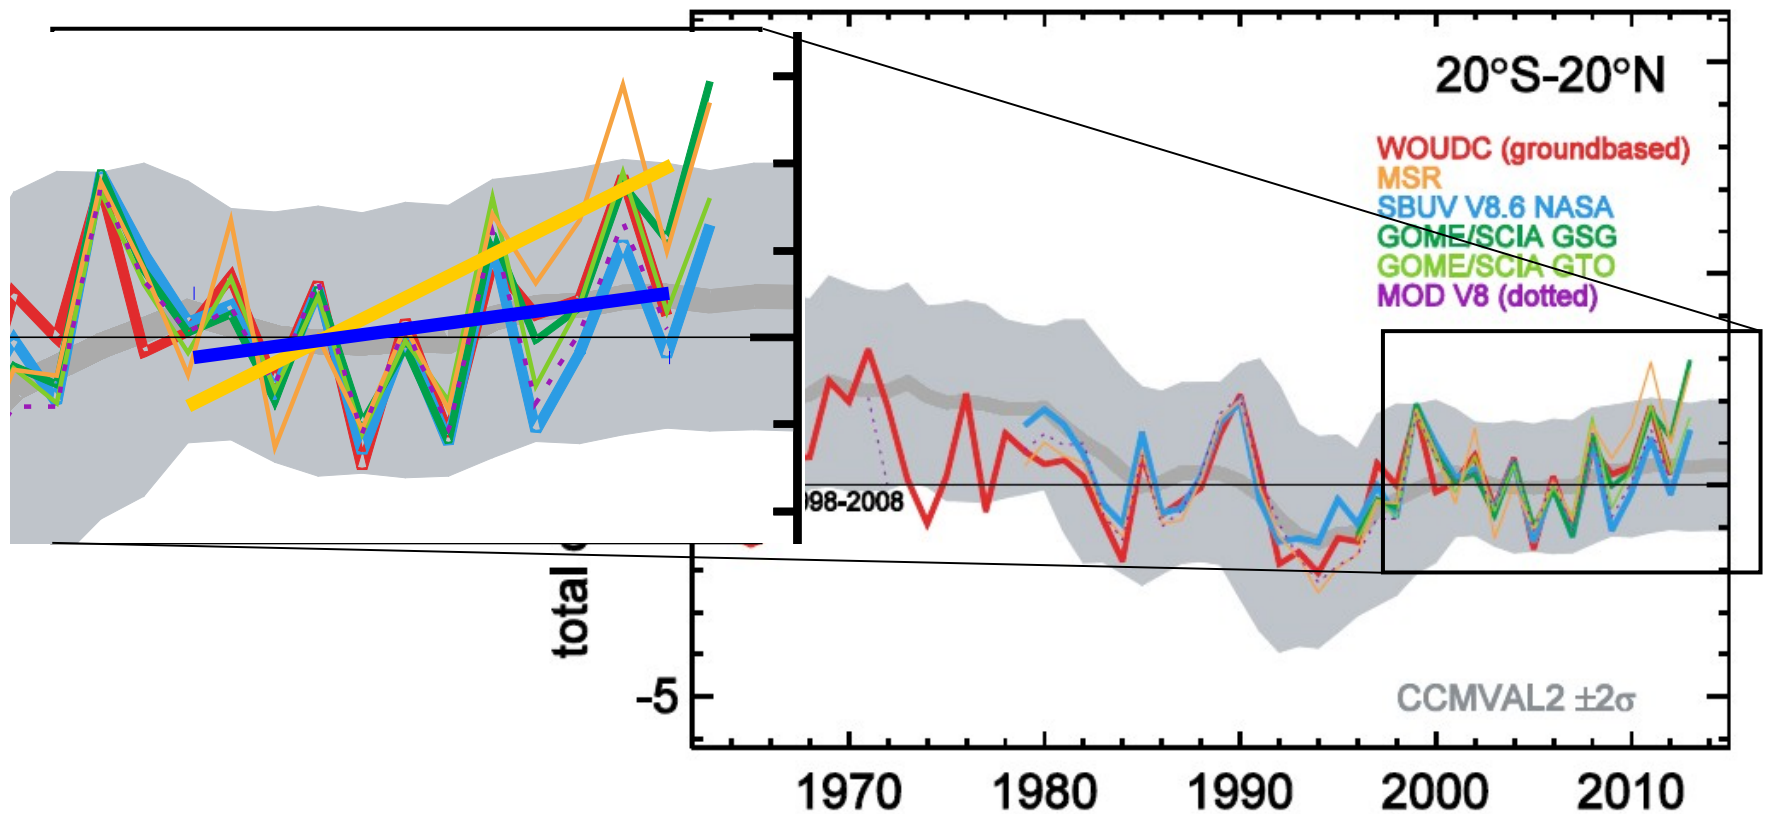 20°S-20°N
WOUDC (groundbased)
MSR
SBUV V8.6 NASA
GOME/SCIA GSG
GOME/SCIA GTO
MOD V8 (dotted)
98-2008
total
-5
CCMVAL2 ±2σ
1970 1980 1990 2000 2010